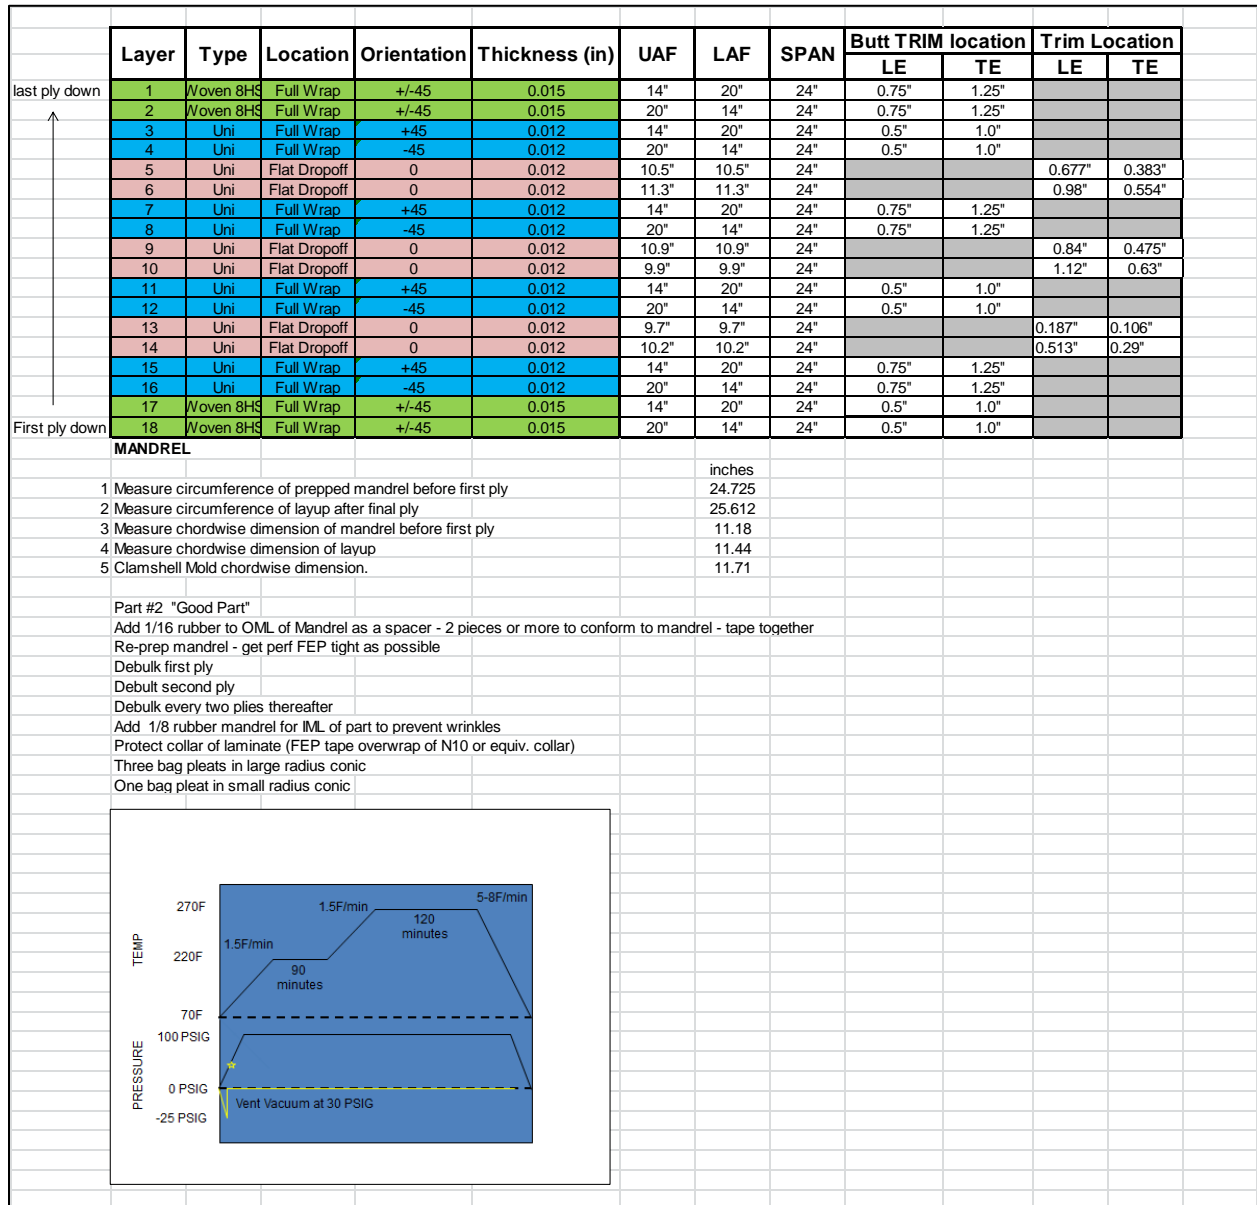 Layer Type Location Orientation Thickness (in) UAF LAF SPAN Butt TRIM location Trim Location
LE TE LE TE
last ply down 1 Woven 8HS Full Wrap +/-45 0.015 14" 20" 24" 0.75" 1.25"
2 Woven 8HS Full Wrap +/-45 0.015 20" 14" 24" 0.75" 1.25"
3 Uni Full Wrap +45 0.012 14" 20" 24" 0.5" 1.0"
4 Uni Full Wrap -45 0.012 20" 14" 24" 0.5" 1.0"
5 Uni Flat Dropoff 0 0.012 10.5" 10.5" 24" 0.677" 0.383"
6 Uni Flat Dropoff 0 0.012 11.3" 11.3" 24" 0.98" 0.554"
7 Uni Full Wrap +45 0.012 14" 20" 24" 0.75" 1.25"
8 Uni Full Wrap -45 0.012 20" 14" 24" 0.75" 1.25"
9 Uni Flat Dropoff 0 0.012 10.9" 10.9" 24" 0.84" 0.475"
10 Uni Flat Dropoff 0 0.012 9.9" 9.9" 24" 1.12" 0.63"
11 Uni Full Wrap +45 0.012 14" 20" 24" 0.5" 1.0"
12 Uni Full Wrap -45 0.012 20" 14" 24" 0.5" 1.0"
13 Uni Flat Dropoff 0 0.012 9.7" 9.7" 24" 0.187" 0.106"
14 Uni Flat Dropoff 0 0.012 10.2" 10.2" 24" 0.513" 0.29"
15 Uni Full Wrap +45 0.012 14" 20" 24" 0.75" 1.25"
16 Uni Full Wrap -45 0.012 20" 14" 24" 0.75" 1.25"
17 Woven 8HS Full Wrap +/-45 0.015 14" 20" 24" 0.5" 1.0"
First ply down 18 Woven 8HS Full Wrap +/-45 0.015 20" 14" 24" 0.5" 1.0"
MANDREL
inches
1 Measure circumference of prepped mandrel before first ply 24.725
2 Measure circumference of layup after final ply 25.612
3 Measure chordwise dimension of mandrel before first ply 11.18
4 Measure chordwise dimension of layup 11.44
5 Clamshell Mold chordwise dimension. 11.71
Part #2 "Good Part"
Add 1/16 rubber to OML of Mandrel as a spacer - 2 pieces or more to conform to mandrel - tape together
Re-prep mandrel - get perf FEP tight as possible
Debulk first ply
Debult second ply
Debulk every two plies thereafter
Add 1/8 rubber mandrel for IML of part to prevent wrinkles
Protect collar of laminate (FEP tape overwrap of N10 or equiv. collar)
Three bag pleats in large radius conic
One bag pleat in small radius conic
270F 1.5F/min 5-8F/min
120
minutes
TEMP
1.5F/min
220F
90
minutes
70F
100 PSIG
PRESSURE
0 PSIG
Vent Vacuum at 30 PSIG
-25 PSIG